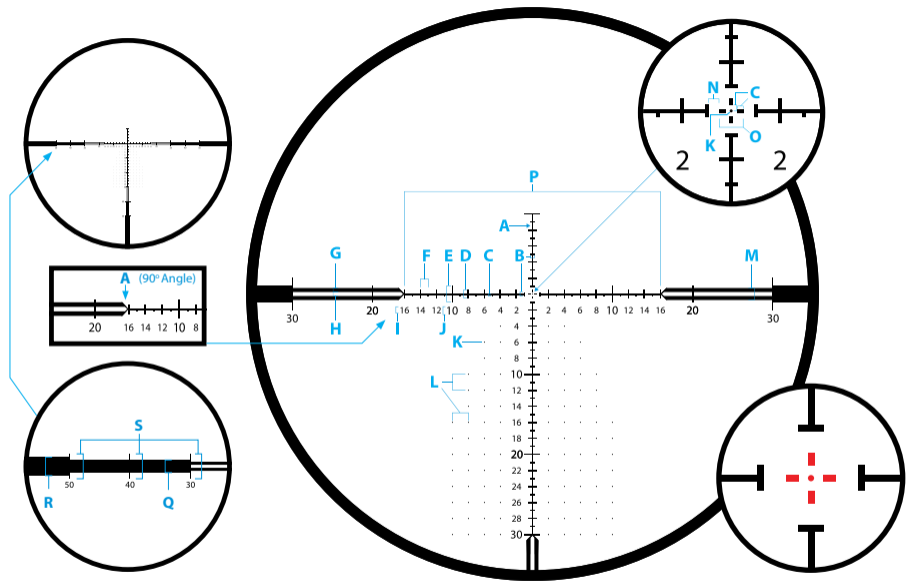 N
C
K
O
2 2
P
A
G F E D C B M
30 20 16 14 12 10 8 6 4 2 2 4 6 8 10 12 14 16 20 30
H I J
A (90° Angle)
20 16 14 12 10 8
4
K 6
8
L 10
12
14
16
20
22
24
26
28
30
S
50 40 30
R Q